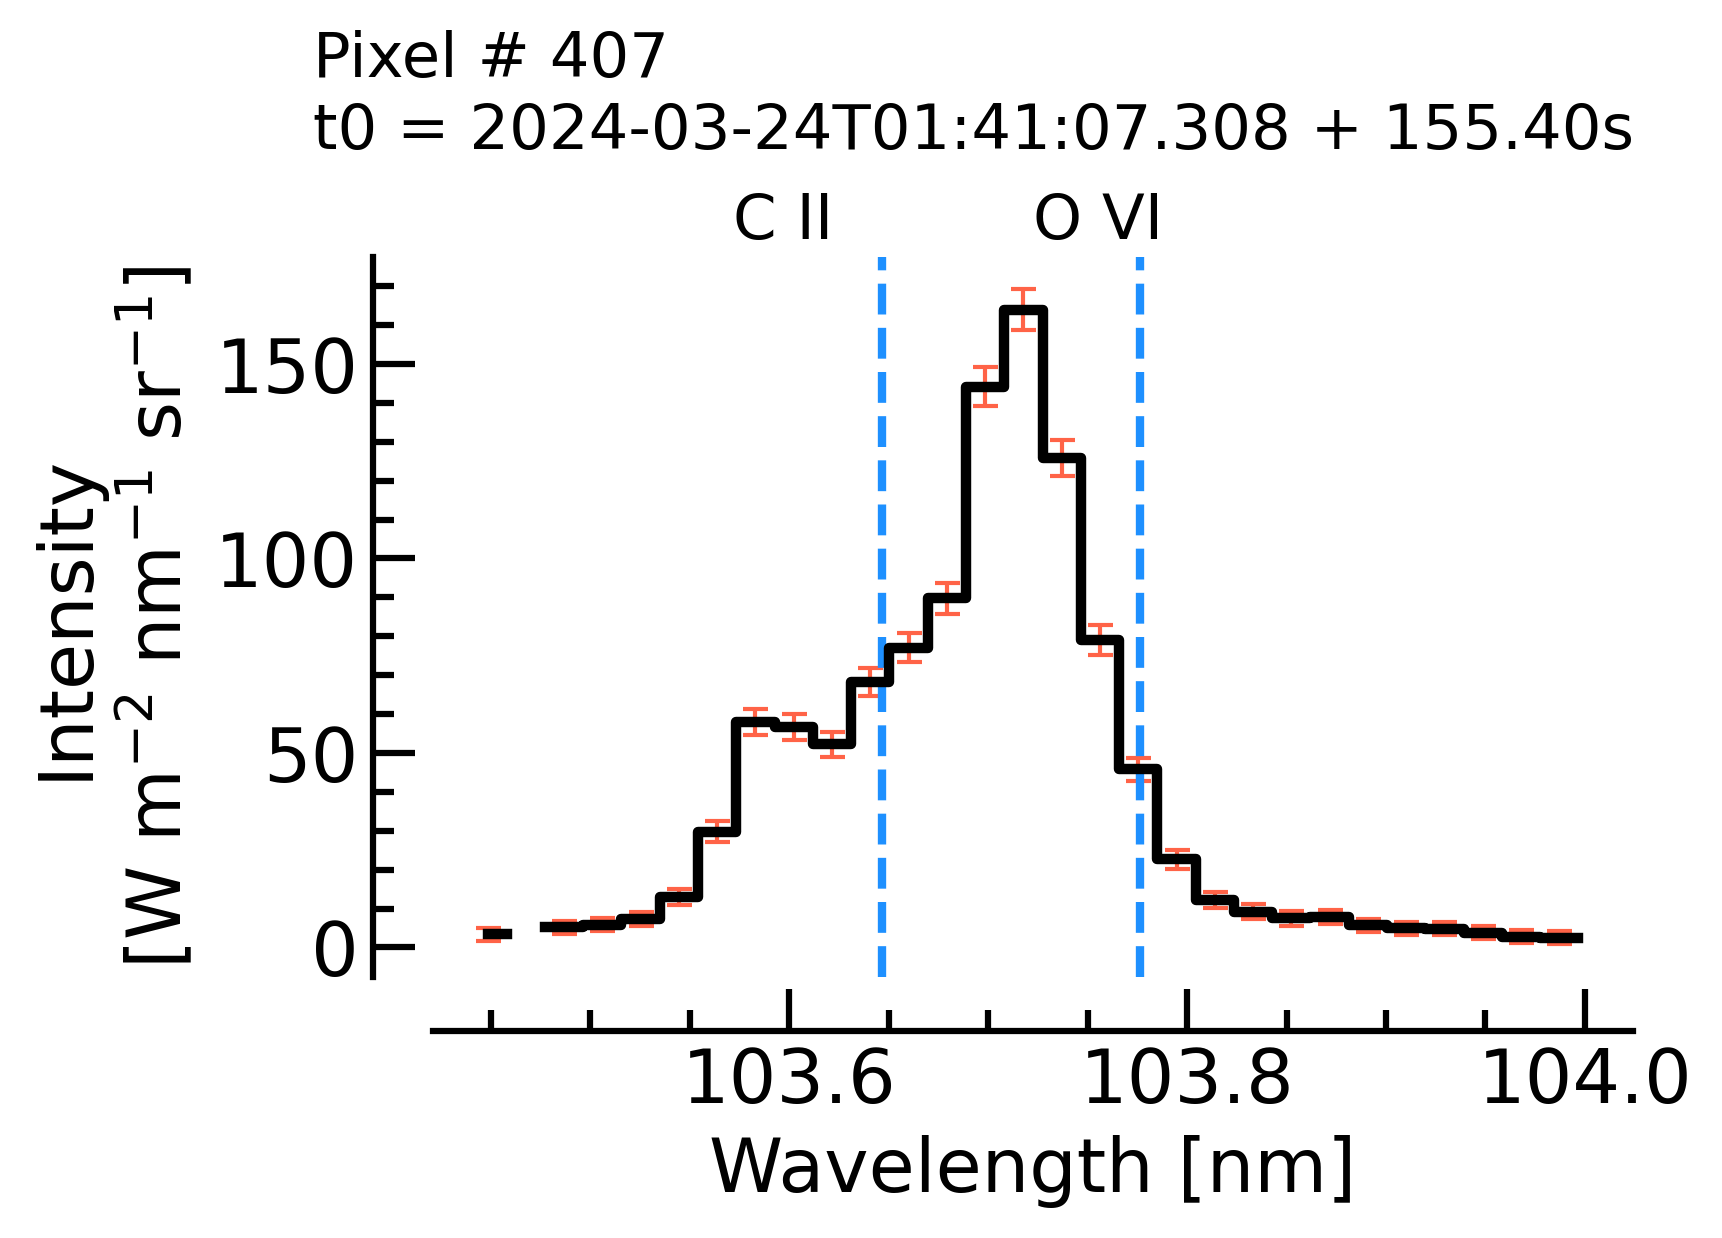 Pixel # 407
t0 = 2024-03-24T01:41:07.308 + 155.40s
C II
O VI
Intensity
[W m⁻² nm⁻¹ sr⁻¹]
150
100
50
0
103.6
103.8
104.0
Wavelength [nm]